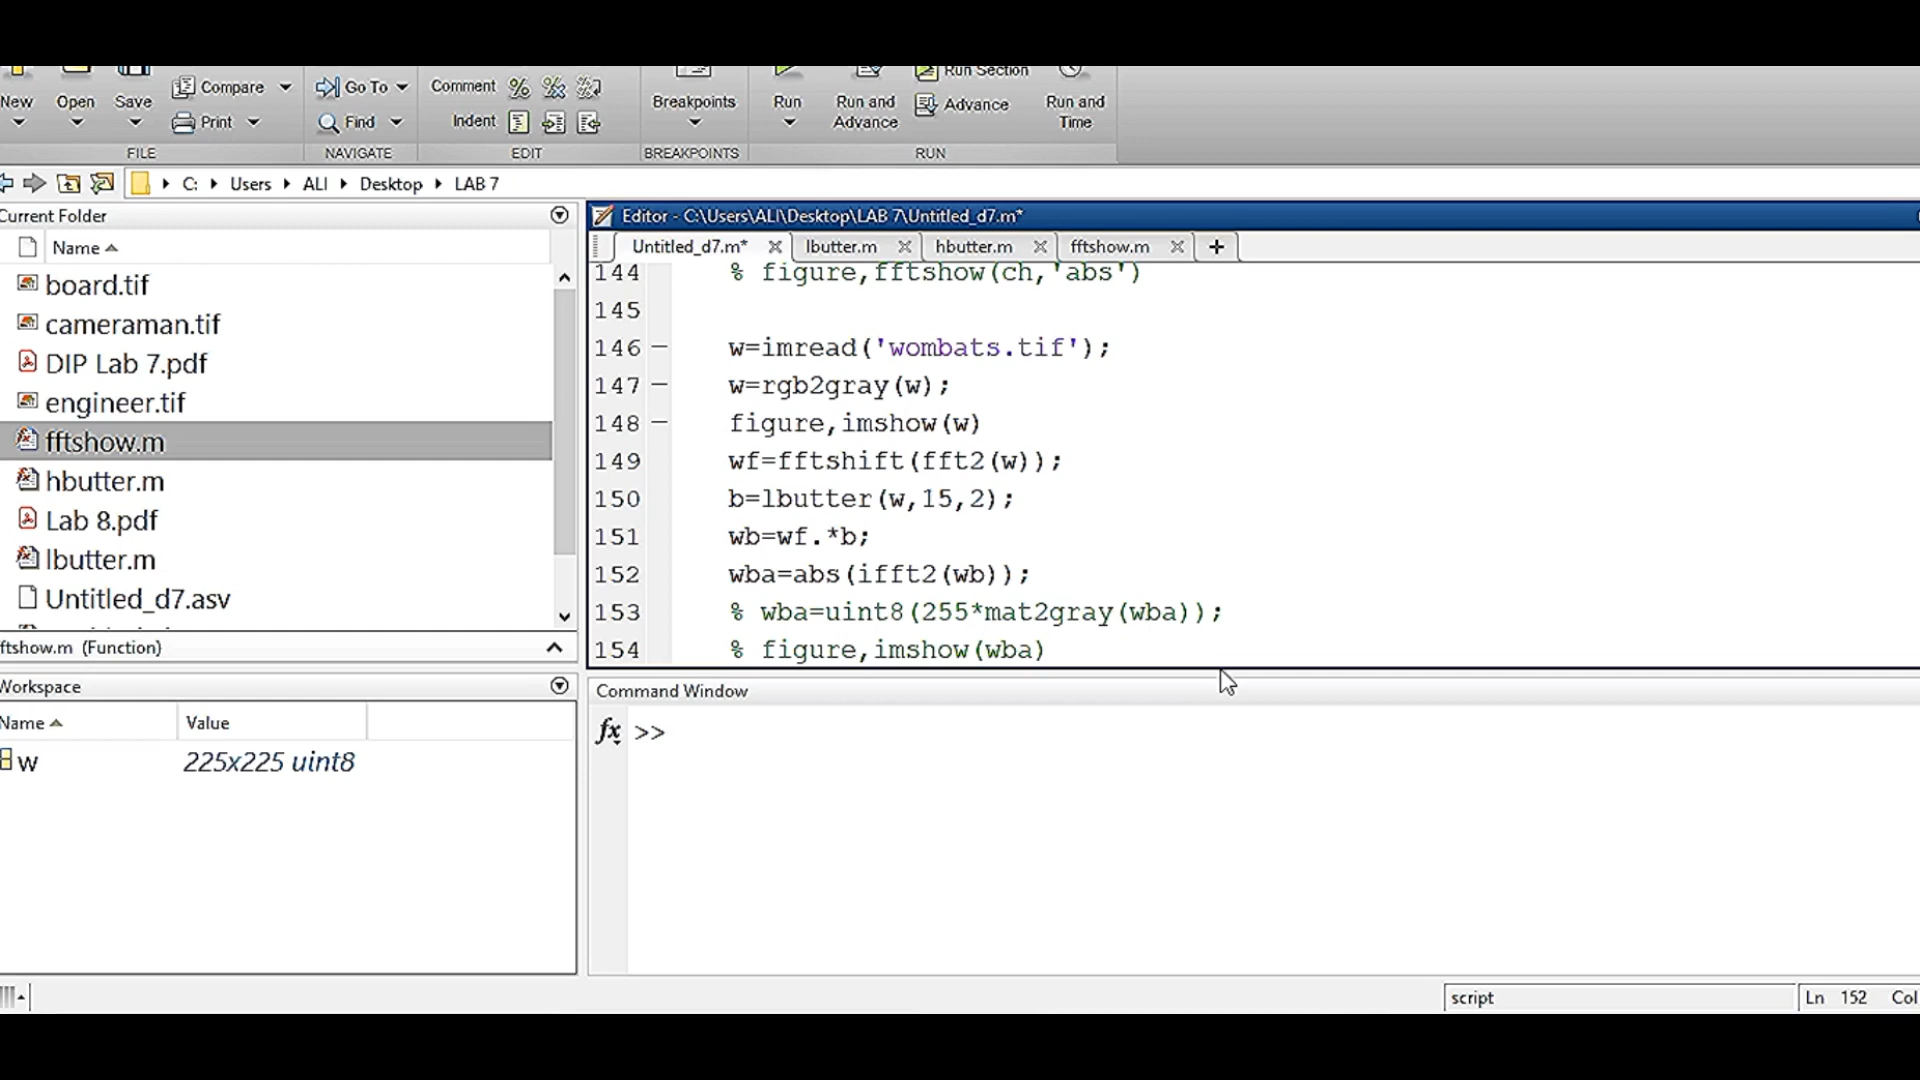 New Open Save Compare Go To Comment Breakpoints Run Run and Advance Run Section Run and Time
Print Find Indent Advance
FILE NAVIGATE EDIT BREAKPOINTS RUN
C: Users ALI Desktop LAB 7
Current Folder
Name
board.tif
cameraman.tif
DIP Lab 7.pdf
engineer.tif
fftshow.m
hbutter.m
Lab 8.pdf
lbutter.m
Untitled_d7.asv
ftshow.m (Function)
Workspace
Name Value
w 225x225 uint8
Editor - C:\Users\ALI\Desktop\LAB 7\Untitled_d7.m*
Untitled_d7.m* lbutter.m hbutter.m fftshow.m +
144 % figure,fftshow(ch,'abs')
145
146 – w=imread('wombats.tif');
147 – w=rgb2gray(w);
148 – figure,imshow(w)
149 wf=fftshift(fft2(w));
150 b=lbutter(w,15,2);
151 wb=wf.*b;
152 wba=abs(ifft2(wb));
153 % wba=uint8(255*mat2gray(wba));
154 % figure,imshow(wba)
Command Window
fx >>
script Ln 152 Col